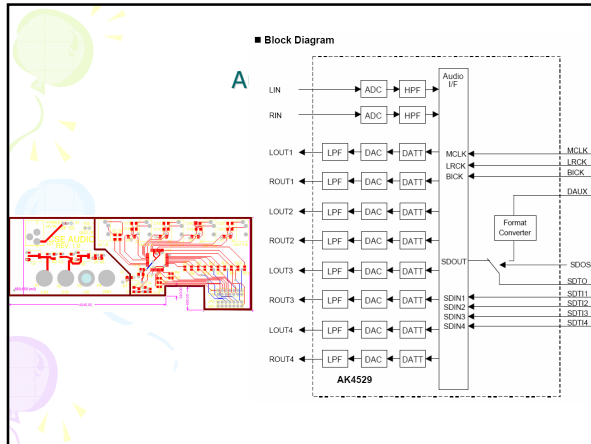 ■ Block Diagram
A
Audio
I/F
LIN
ADC
HPF
RIN
ADC
HPF
LOUT1
LPF
DAC
DATT
MCLK
MCLK
LRCK
LRCK
BICK
BICK
ROUT1
LPF
DAC
DATT
DAUX
LOUT2
LPF
DAC
DATT
Format
Converter
ROUT2
LPF
DAC
DATT
SDOUT
SDOS
LOUT3
LPF
DAC
DATT
SDTO
ROUT3
LPF
DAC
DATT
SDIN1
SDTI1
SDIN2
SDTI2
SDIN3
SDTI3
SDIN4
SDTI4
LOUT4
LPF
DAC
DATT
ROUT4
LPF
DAC
DATT
AK4529